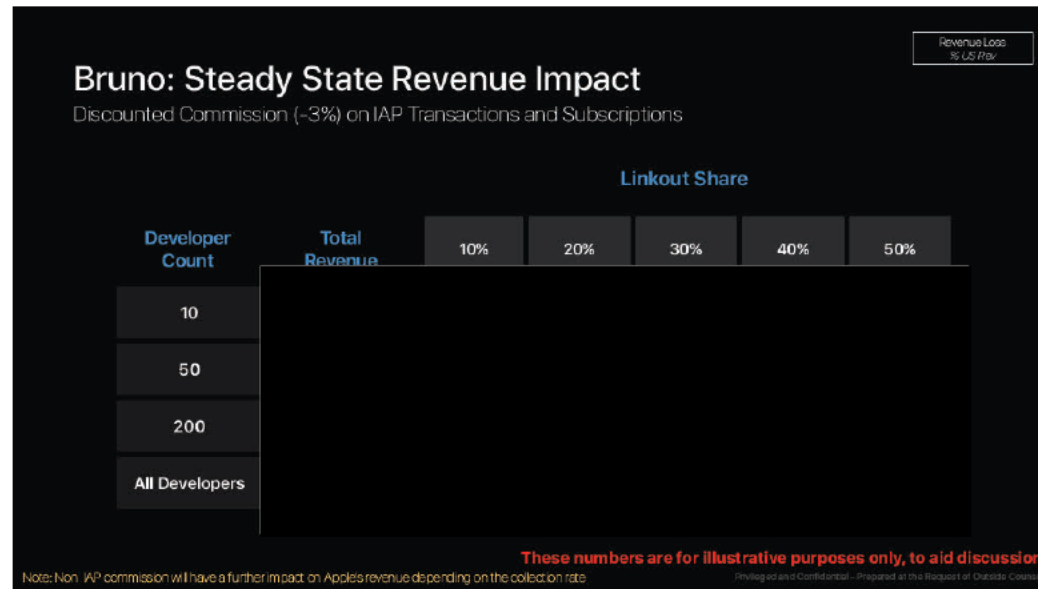 Revenue Loss
% US Rev
Bruno: Steady State Revenue Impact
Discounted Commission (-3%) on IAP Transactions and Subscriptions
Linkout Share
Developer
Count
Total
Revenue
10%
20%
30%
40%
50%
10
50
200
All Developers
These numbers are for illustrative purposes only, to aid discussion
Note: Non IAP commission will have a further impact on Apple's revenue depending on the collection rate
Privileged and Confidential – Prepared at the Request of Outside Counse